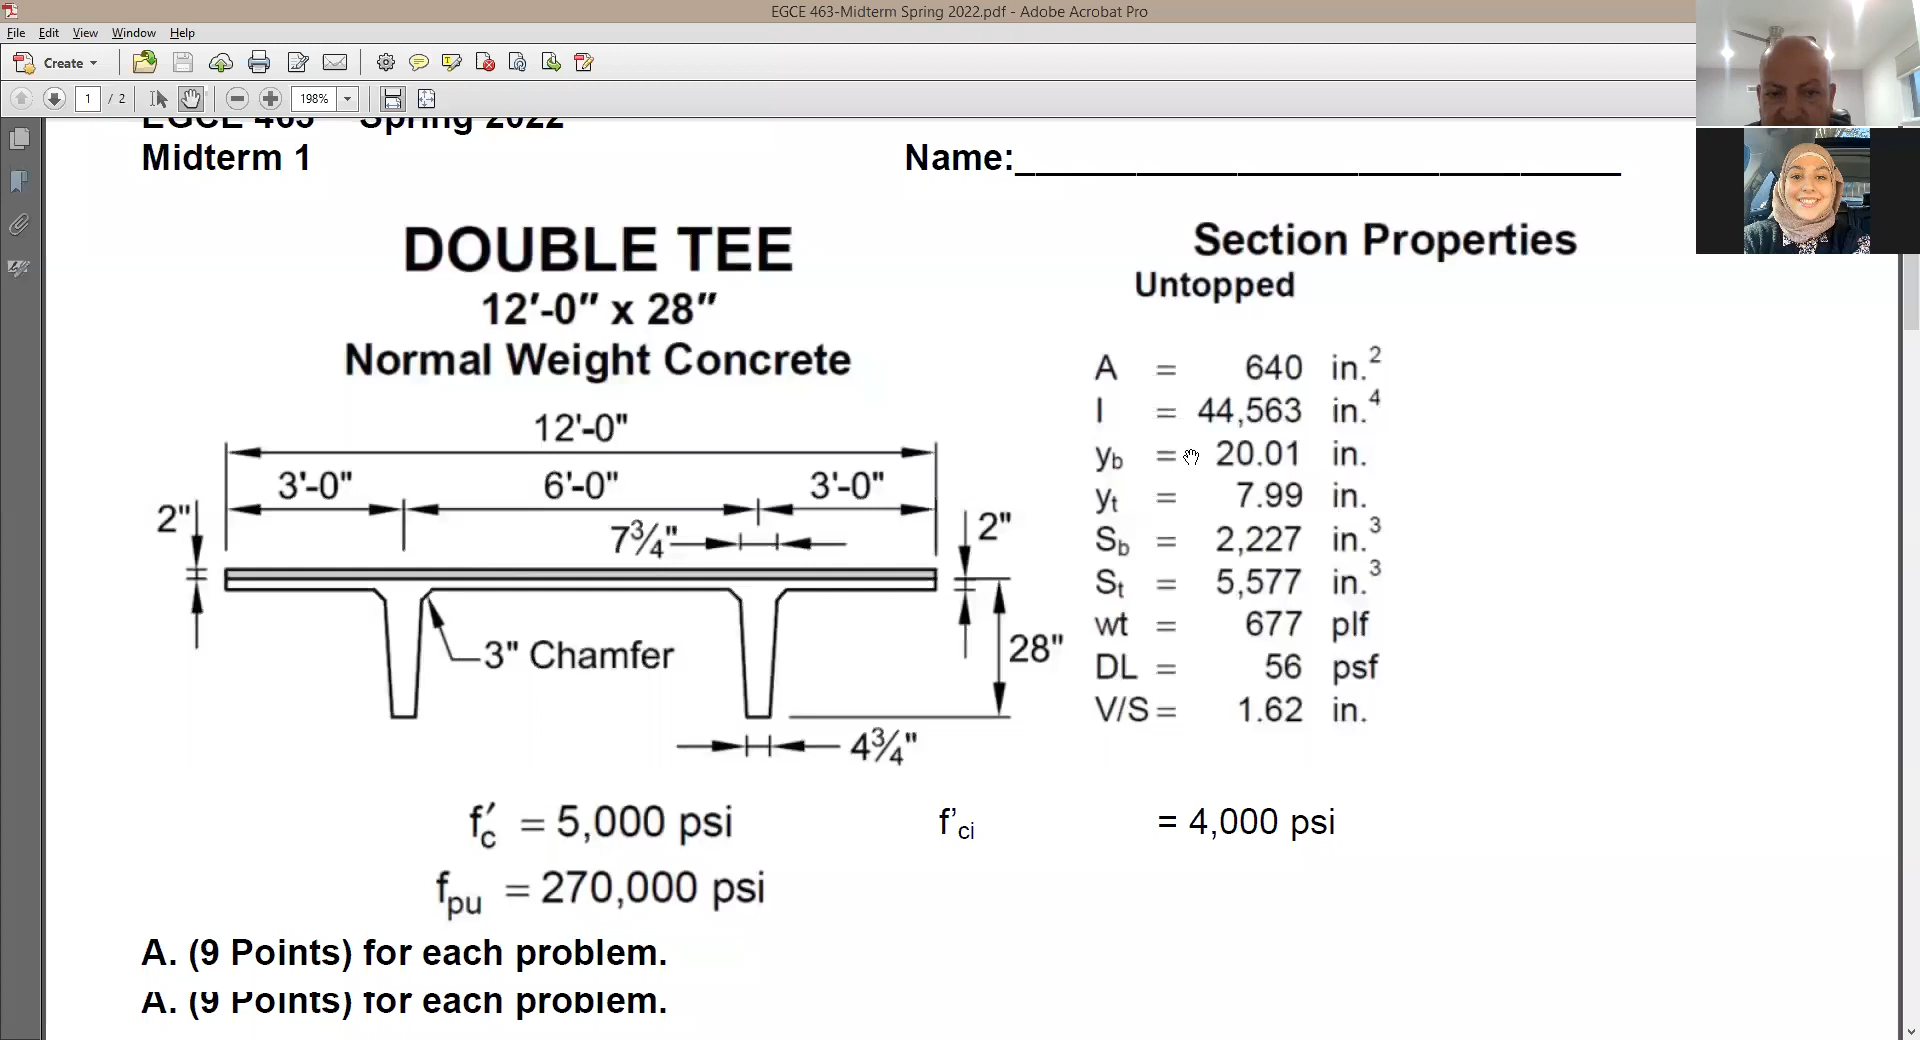 EGCE 463-Midterm Spring 2022.pdf - Adobe Acrobat Pro
File Edit View Window Help
Create
1 / 2 198%
EGCE 463 – Spring 2022
Midterm 1 Name:______________________________
DOUBLE TEE
12′-0″ x 28″
Normal Weight Concrete
Section Properties
Untopped
12'-0"
3'-0" 6'-0" 3'-0"
2" 7¾" 2"
3" Chamfer
28"
4¾"
A = 640 in.²
I = 44,563 in.⁴
yb = 20.01 in.
yt = 7.99 in.
Sb = 2,227 in.³
St = 5,577 in.³
wt = 677 plf
DL = 56 psf
V/S = 1.62 in.
f′c = 5,000 psi f’ci = 4,000 psi
fpu = 270,000 psi
A. (9 Points) for each problem.
A. (9 Points) for each problem.